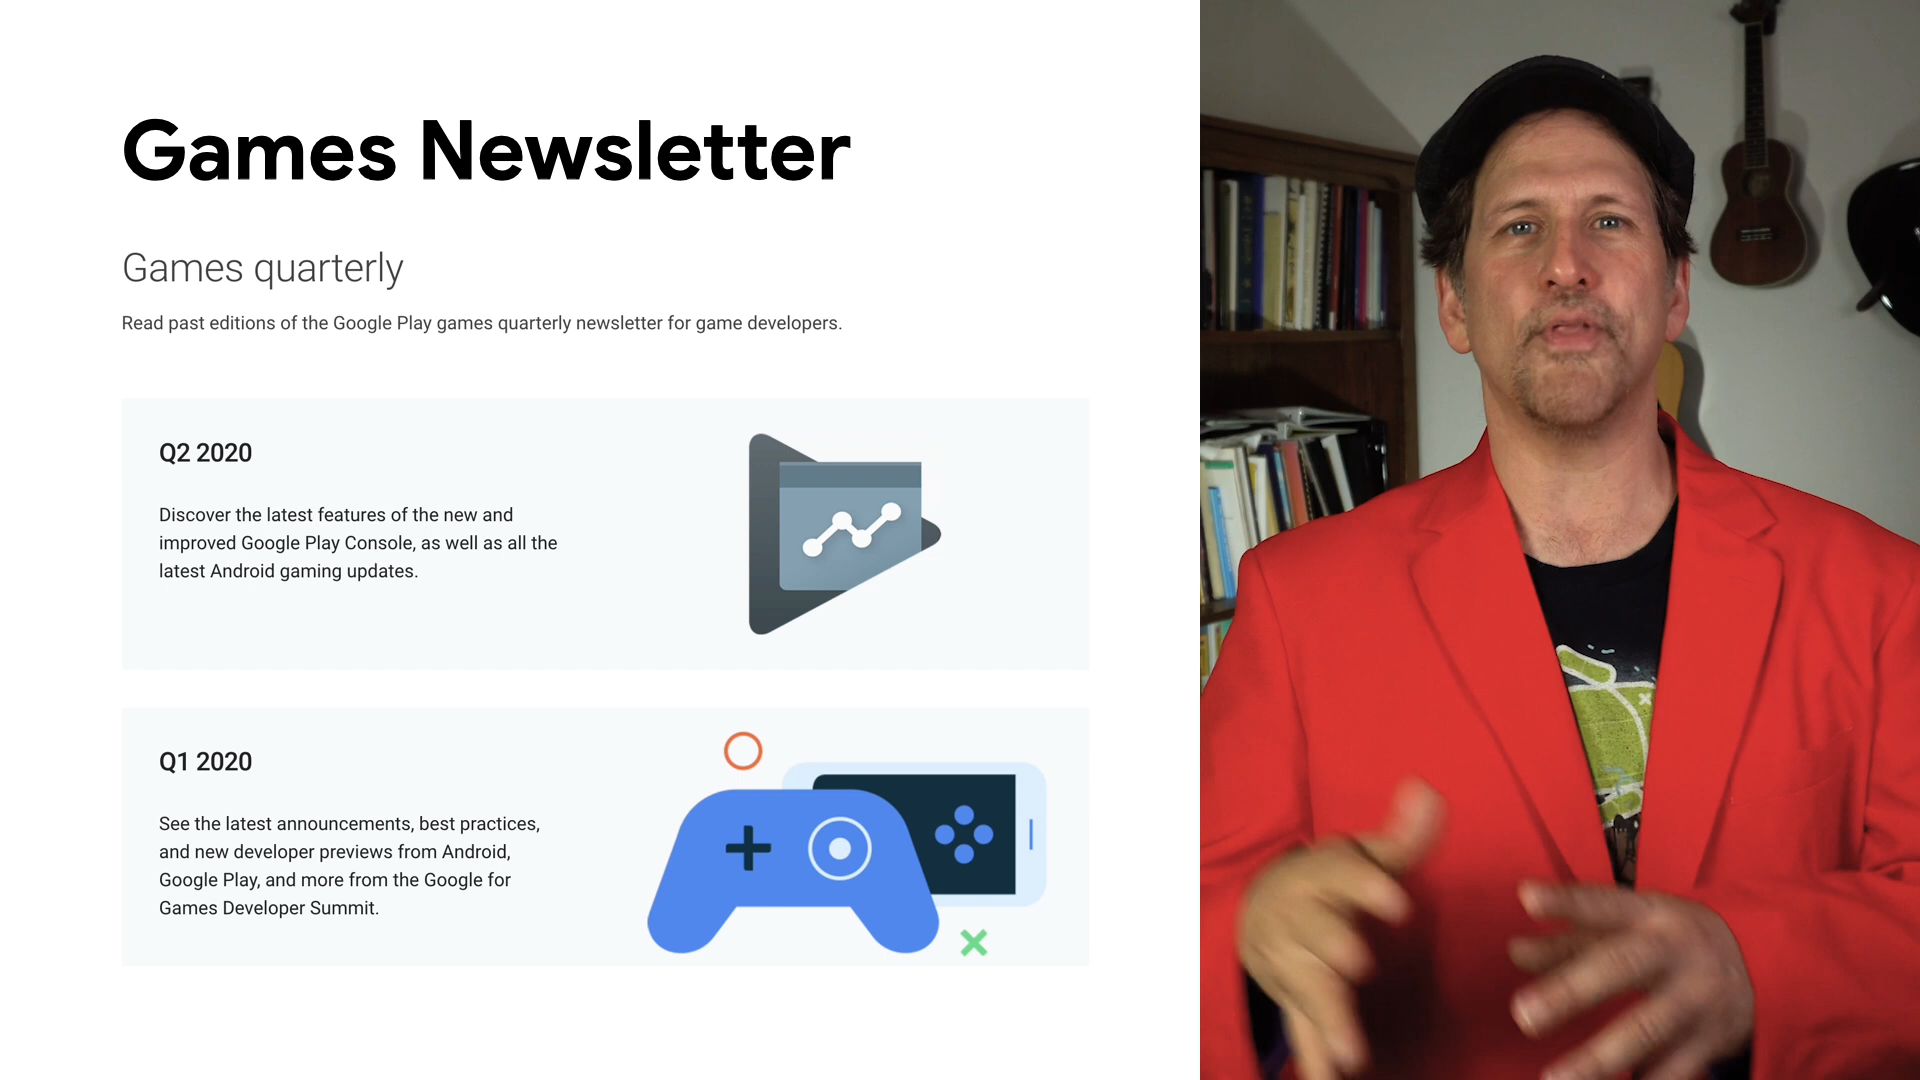 Games Newsletter
Games quarterly
Read past editions of the Google Play games quarterly newsletter for game developers.
Q2 2020
Discover the latest features of the new and
improved Google Play Console, as well as all the
latest Android gaming updates.
Q1 2020
See the latest announcements, best practices,
and new developer previews from Android,
Google Play, and more from the Google for
Games Developer Summit.